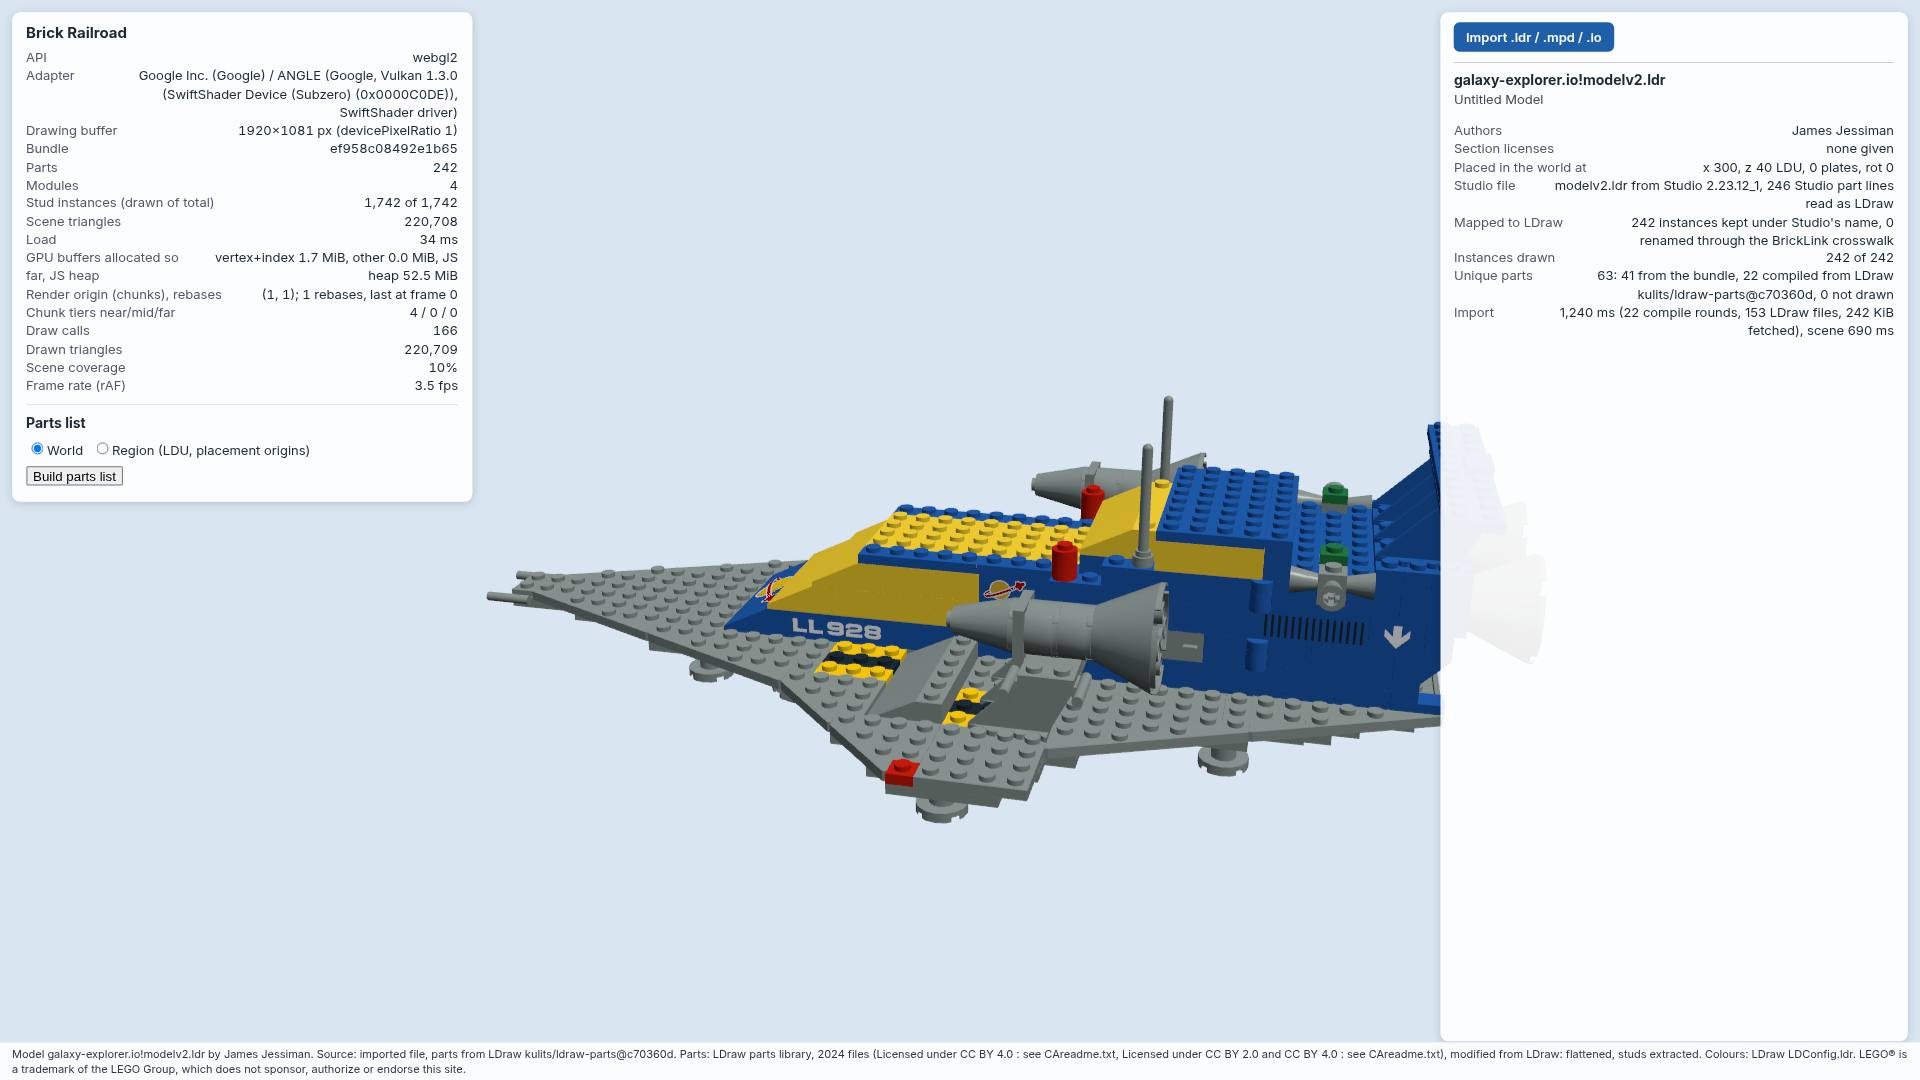 Brick Railroad
API webgl2
Adapter Google Inc. (Google) / ANGLE (Google, Vulkan 1.3.0
(SwiftShader Device (Subzero) (0x0000C0DE)),
SwiftShader driver)
Drawing buffer 1920×1081 px (devicePixelRatio 1)
Bundle ef958c08492e1b65
Parts 242
Modules 4
Stud instances (drawn of total) 1,742 of 1,742
Scene triangles 220,708
Load 34 ms
GPU buffers allocated so vertex+index 1.7 MiB, other 0.0 MiB, JS
far, JS heap heap 52.5 MiB
Render origin (chunks), rebases (1, 1); 1 rebases, last at frame 0
Chunk tiers near/mid/far 4 / 0 / 0
Draw calls 166
Drawn triangles 220,709
Scene coverage 10%
Frame rate (rAF) 3.5 fps
Parts list
World Region (LDU, placement origins)
Build parts list
LL928
Import .ldr / .mpd / .io
galaxy-explorer.io!modelv2.ldr
Untitled Model
Authors James Jessiman
Section licenses none given
Placed in the world at x 300, z 40 LDU, 0 plates, rot 0
Studio file modelv2.ldr from Studio 2.23.12_1, 246 Studio part lines
read as LDraw
Mapped to LDraw 242 instances kept under Studio's name, 0
renamed through the BrickLink crosswalk
Instances drawn 242 of 242
Unique parts 63: 41 from the bundle, 22 compiled from LDraw
kulits/ldraw-parts@c70360d, 0 not drawn
Import 1,240 ms (22 compile rounds, 153 LDraw files, 242 KiB
fetched), scene 690 ms
Model galaxy-explorer.io!modelv2.ldr by James Jessiman. Source: imported file, parts from LDraw kulits/ldraw-parts@c70360d. Parts: LDraw parts library, 2024 files (Licensed under CC BY 4.0 : see CAreadme.txt, Licensed under CC BY 2.0 and CC BY 4.0 : see CAreadme.txt), modified from LDraw: flattened, studs extracted. Colours: LDraw LDConfig.ldr. LEGO® is
a trademark of the LEGO Group, which does not sponsor, authorize or endorse this site.